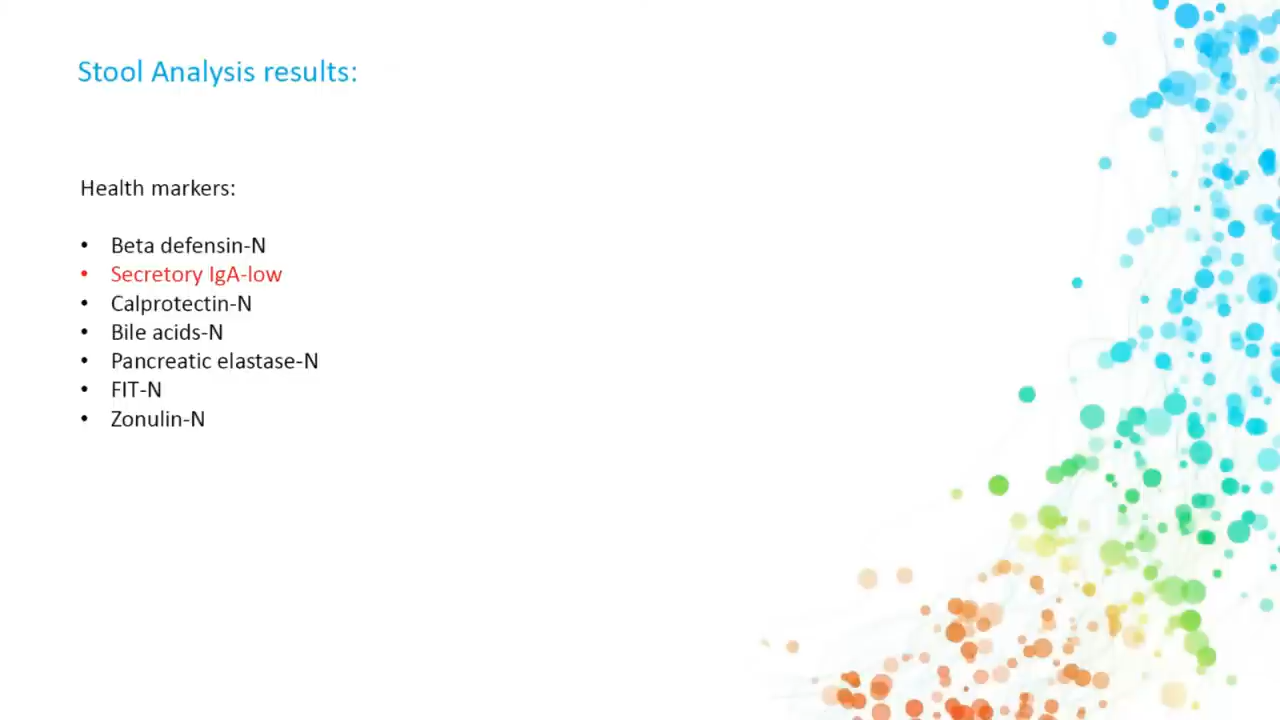 Stool Analysis results:
Health markers:
• Beta defensin-N
• Secretory IgA-low
• Calprotectin-N
• Bile acids-N
• Pancreatic elastase-N
• FIT-N
• Zonulin-N